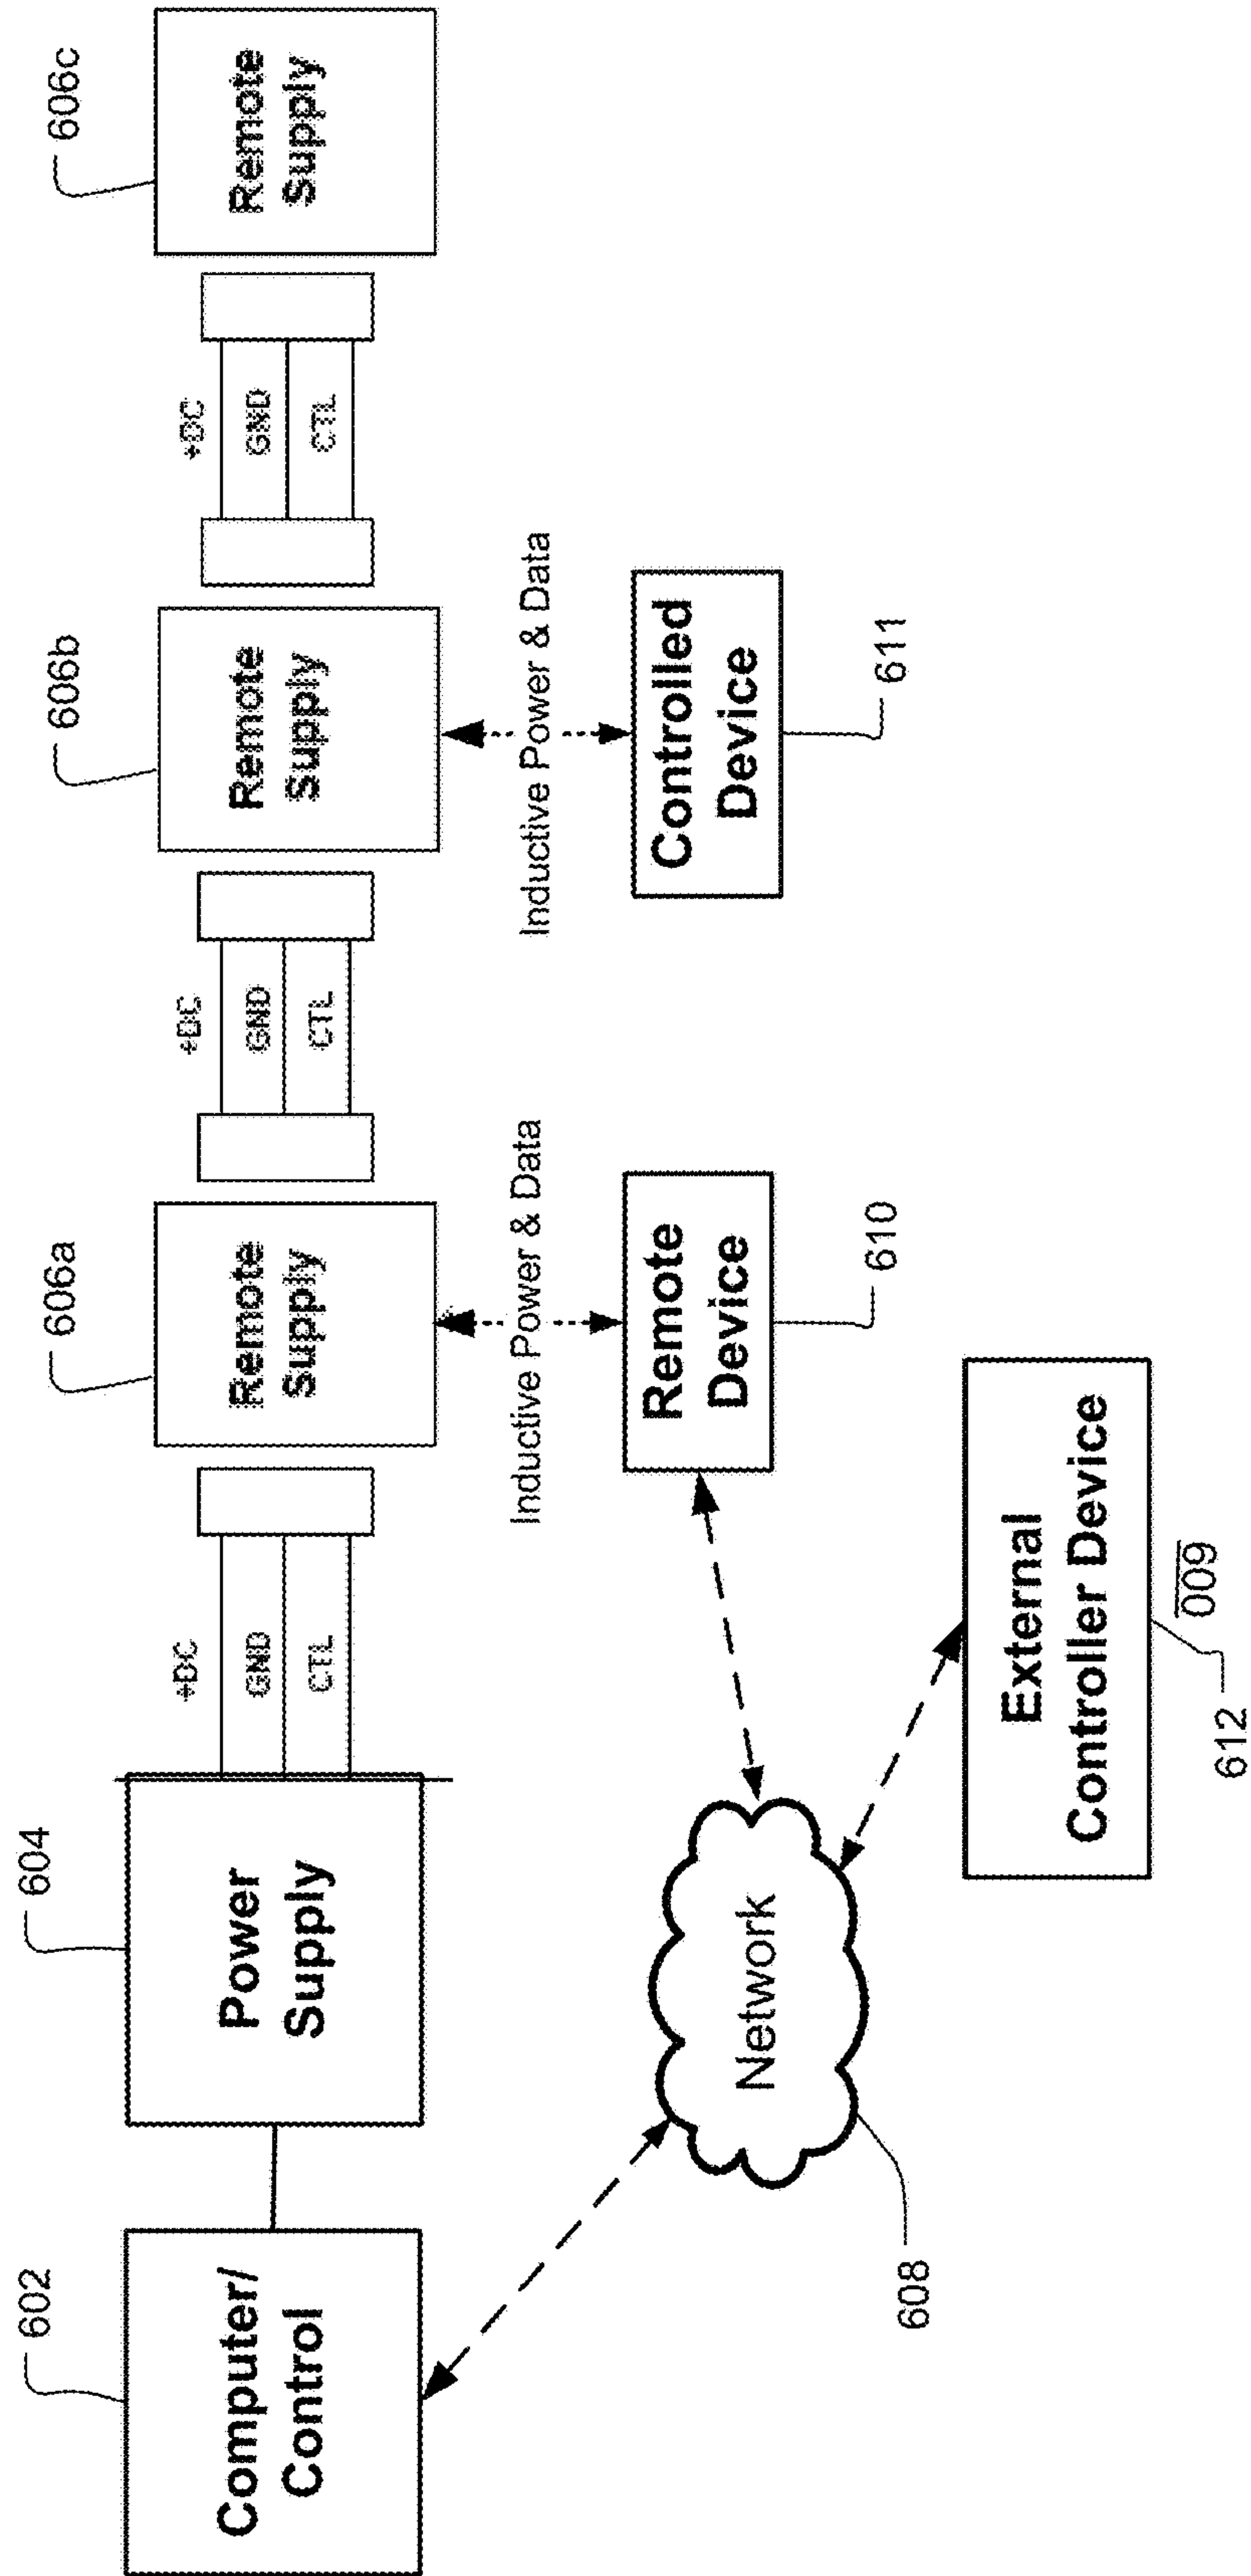 602
604
606a
606b
606c
Computer/
Control
Power
Supply
+DC
GND
CTL
Remote
Supply
+DC
GND
CTL
Remote
Supply
+DC
GND
CTL
Remote
Supply
Inductive Power & Data
Inductive Power & Data
Network
608
Remote
Device
610
Controlled
Device
611
External
Controller Device
612
600